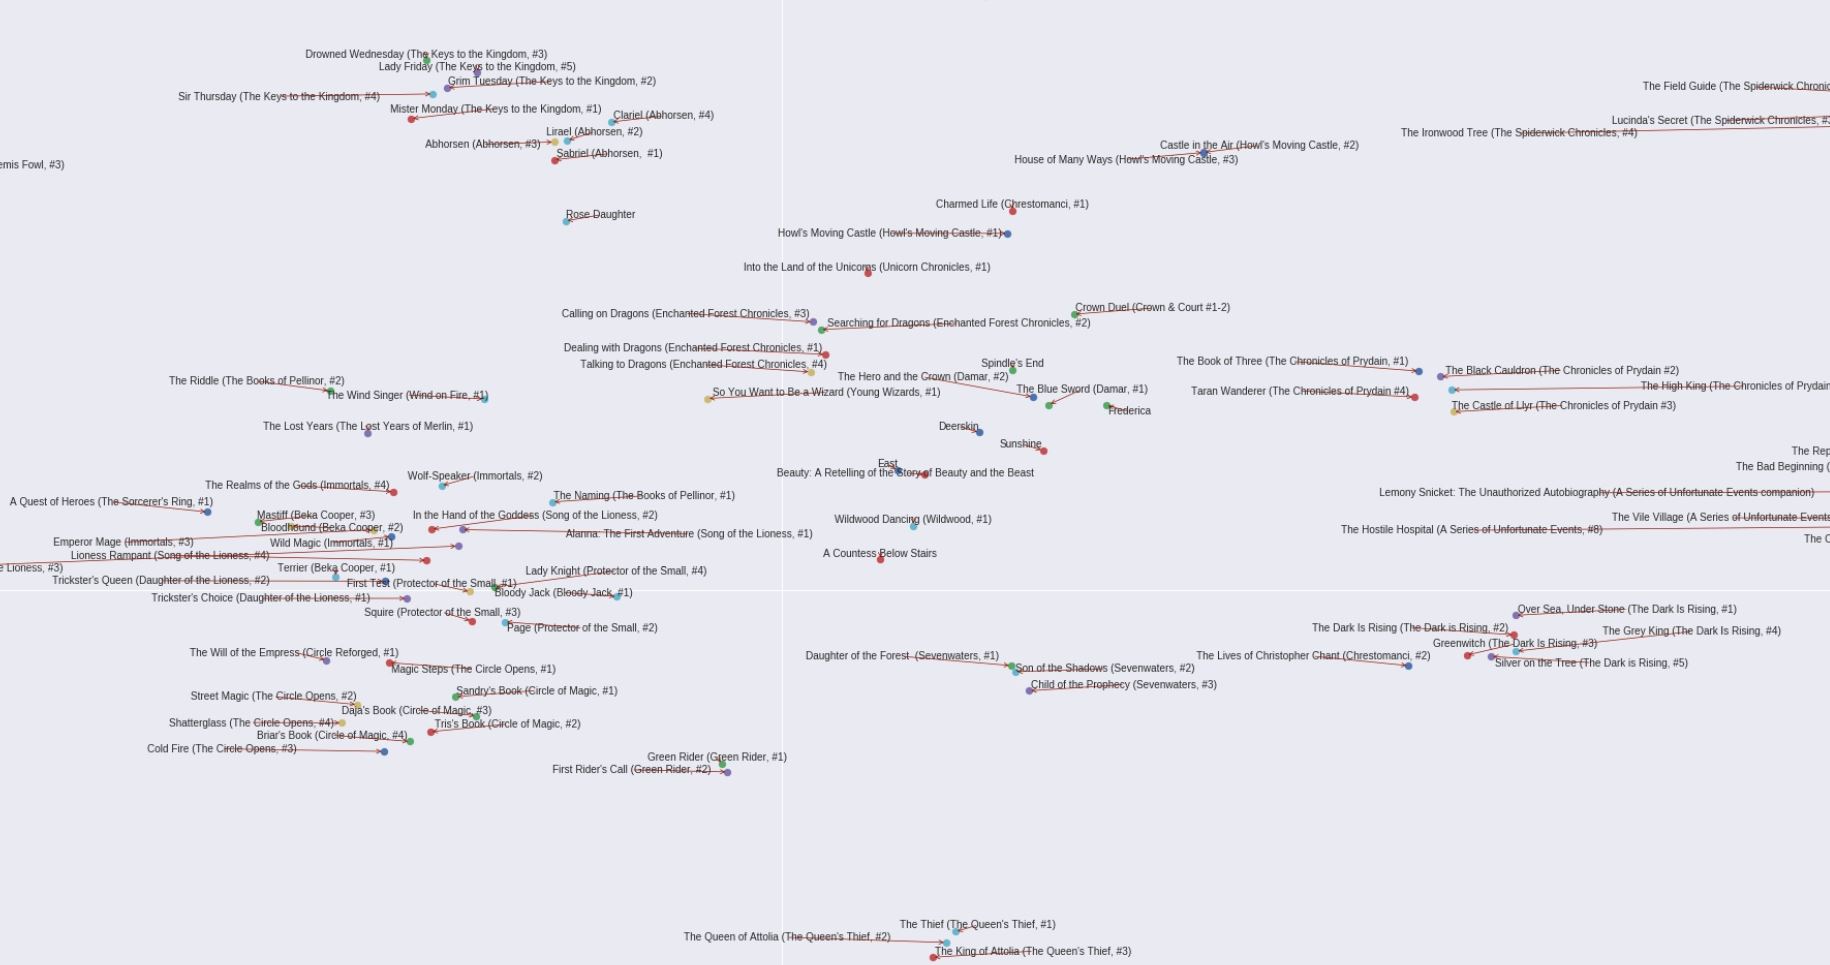 Drowned Wednesday (The Keys to the Kingdom, #3)
Lady Friday (The Keys to the Kingdom, #5)
Grim Tuesday (The Keys to the Kingdom, #2)
The Field Guide (The Spiderwick Chronic
Sir Thursday (The Keys to the Kingdom, #4)
Mister Monday (The Keys to the Kingdom, #1)
Clariel (Abhorsen, #4)
Lucinda's Secret (The Spiderwick Chronicles, #3
Lirael (Abhorsen, #2)
The Ironwood Tree (The Spiderwick Chronicles, #4)
Abhorsen (Abhorsen, #3)
Castle in the Air (Howl's Moving Castle, #2)
Sabriel (Abhorsen, #1)
House of Many Ways (Howl's Moving Castle, #3)
emis Fowl, #3)
Charmed Life (Chrestomanci, #1)
Rose Daughter
Howl's Moving Castle (Howl's Moving Castle, #1)
Into the Land of the Unicorns (Unicorn Chronicles, #1)
Crown Duel (Crown & Court #1-2)
Calling on Dragons (Enchanted Forest Chronicles, #3)
Searching for Dragons (Enchanted Forest Chronicles, #2)
Dealing with Dragons (Enchanted Forest Chronicles, #1)
Talking to Dragons (Enchanted Forest Chronicles, #4)
Spindle's End
The Book of Three (The Chronicles of Prydain, #1)
The Black Cauldron (The Chronicles of Prydain #2)
The Riddle (The Books of Pellinor, #2)
The Hero and the Crown (Damar, #2)
The High King (The Chronicles of Prydain
The Wind Singer (Wind on Fire, #1)
So You Want to Be a Wizard (Young Wizards, #1)
The Blue Sword (Damar, #1)
Taran Wanderer (The Chronicles of Prydain #4)
Frederica
The Castle of Llyr (The Chronicles of Prydain #3)
The Lost Years (The Lost Years of Merlin, #1)
Deerskin
Sunshine
The Rep
East
Beauty: A Retelling of the Story of Beauty and the Beast
The Bad Beginning (
Wolf-Speaker (Immortals, #2)
The Realms of the Gods (Immortals, #4)
The Naming (The Books of Pellinor, #1)
Lemony Snicket: The Unauthorized Autobiography (A Series of Unfortunate Events companion)
A Quest of Heroes (The Sorcerer's Ring, #1)
Mastiff (Beka Cooper, #3)
In the Hand of the Goddess (Song of the Lioness, #2)
Wildwood Dancing (Wildwood, #1)
The Vile Village (A Series of Unfortunate Events
Bloodhound (Beka Cooper, #2)
Alanna: The First Adventure (Song of the Lioness, #1)
The Hostile Hospital (A Series of Unfortunate Events, #8)
Emperor Mage (Immortals, #3)
Wild Magic (Immortals, #1)
The C
Lioness Rampant (Song of the Lioness, #4)
A Countess Below Stairs
e Lioness, #3)
Terrier (Beka Cooper, #1)
Lady Knight (Protector of the Small, #4)
Trickster's Queen (Daughter of the Lioness, #2)
First Test (Protector of the Small, #1)
Bloody Jack (Bloody Jack, #1)
Trickster's Choice (Daughter of the Lioness, #1)
Squire (Protector of the Small, #3)
Over Sea, Under Stone (The Dark Is Rising, #1)
Page (Protector of the Small, #2)
The Dark Is Rising (The Dark is Rising, #2)
The Grey King (The Dark Is Rising, #4)
Greenwitch (The Dark Is Rising, #3)
The Will of the Empress (Circle Reforged, #1)
Daughter of the Forest (Sevenwaters, #1)
The Lives of Christopher Chant (Chrestomanci, #2)
Silver on the Tree (The Dark is Rising, #5)
Magic Steps (The Circle Opens, #1)
Son of the Shadows (Sevenwaters, #2)
Child of the Prophecy (Sevenwaters, #3)
Street Magic (The Circle Opens, #2)
Sandry's Book (Circle of Magic, #1)
Daja's Book (Circle of Magic, #3)
Shatterglass (The Circle Opens, #4)
Tris's Book (Circle of Magic, #2)
Briar's Book (Circle of Magic, #4)
Cold Fire (The Circle Opens, #3)
Green Rider (Green Rider, #1)
First Rider's Call (Green Rider, #2)
The Thief (The Queen's Thief, #1)
The Queen of Attolia (The Queen's Thief, #2)
The King of Attolia (The Queen's Thief, #3)